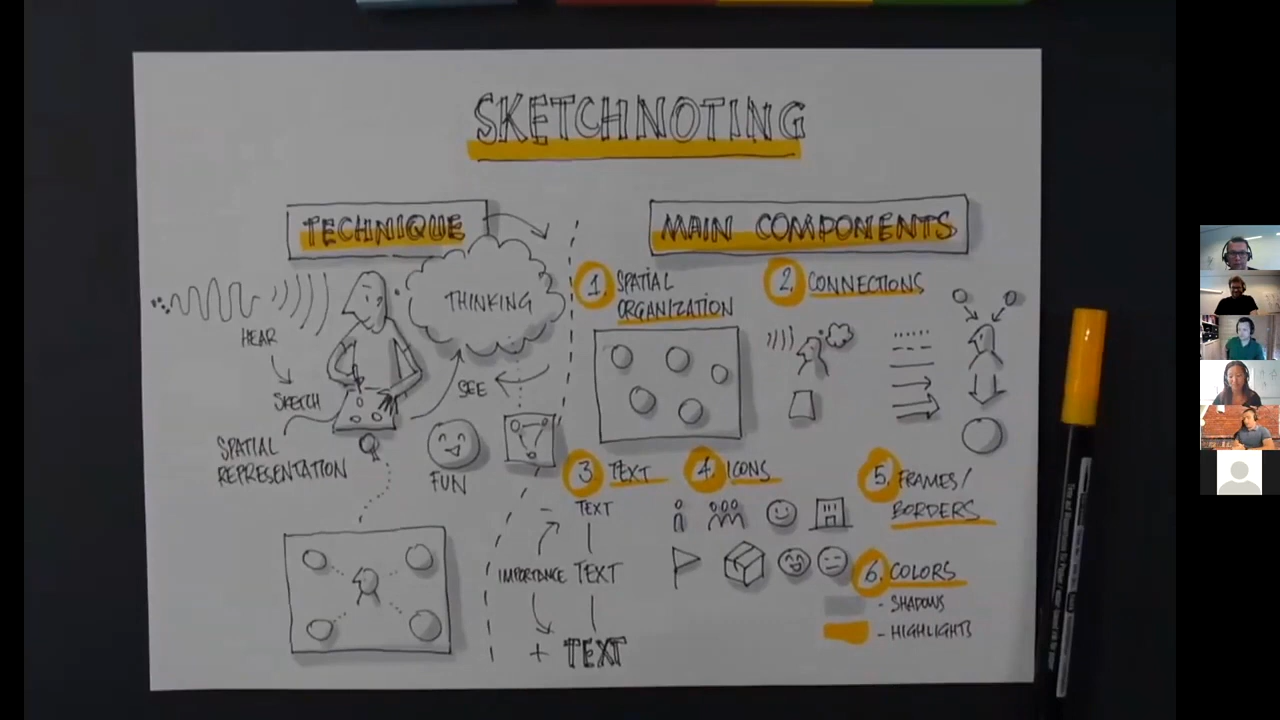 SKETCHNOTING
TECHNIQUE
HEAR
SKETCH
SPATIAL
REPRESENTATION
THINKING
SEE
FUN
MAIN COMPONENTS
1 SPATIAL
ORGANIZATION
2. CONNECTIONS
3 TEXT
- TEXT
IMPORTANCE TEXT
+ TEXT
4. ICONS
5. FRAMES/
BORDERS
6. COLORS
- SHADOWS
- HIGHLIGHTS